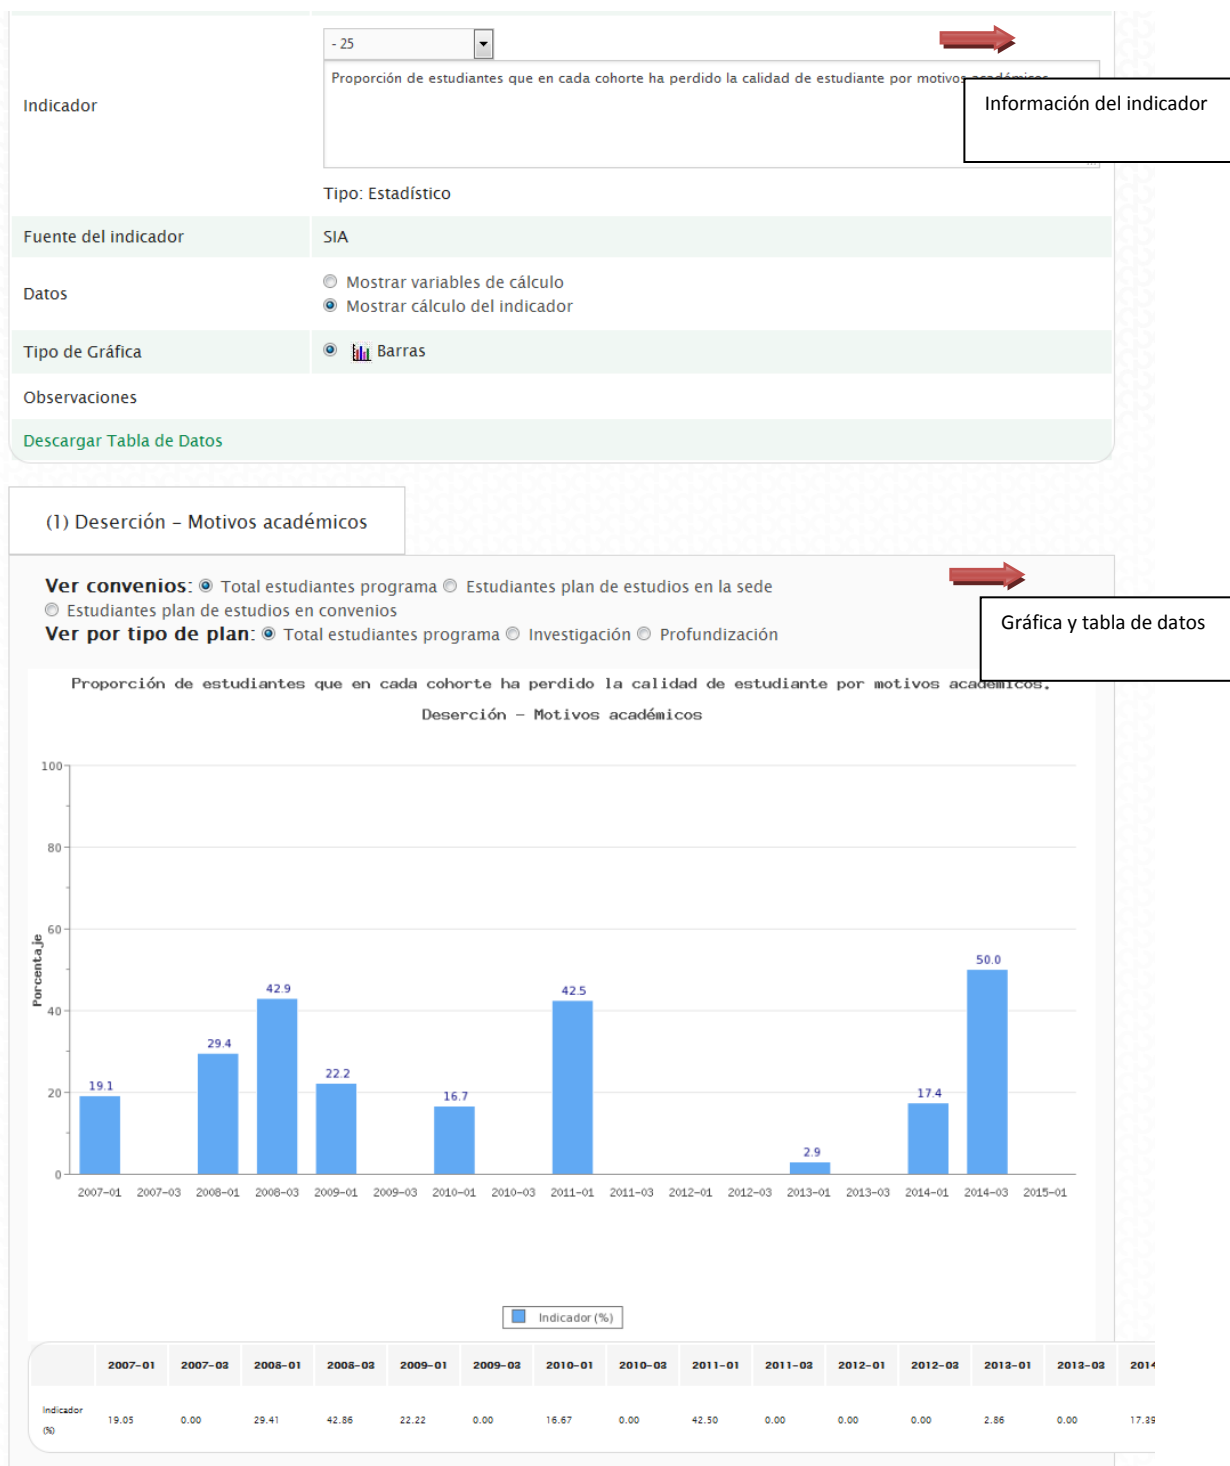 - 25
Proporción de estudiantes que en cada cohorte ha perdido la calidad de estudiante por motivos académicos
Indicador
Información del indicador
Tipo: Estadístico
Fuente del indicador SIA
Datos
Mostrar variables de cálculo
Mostrar cálculo del indicador
Tipo de Gráfica Barras
Observaciones
Descargar Tabla de Datos
(1) Deserción – Motivos académicos
Ver convenios: Total estudiantes programa Estudiantes plan de estudios en la sede
Estudiantes plan de estudios en convenios
Ver por tipo de plan: Total estudiantes programa Investigación Profundización
Gráfica y tabla de datos
Proporción de estudiantes que en cada cohorte ha perdido la calidad de estudiante por motivos académicos.
Deserción – Motivos académicos
Porcentaje
100
80
60
40
20
0
19.1
29.4
42.9
22.2
16.7
42.5
2.9
17.4
50.0
2007-01 2007-03 2008-01 2008-03 2009-01 2009-03 2010-01 2010-03 2011-01 2011-03 2012-01 2012-03 2013-01 2013-03 2014-01 2014-03 2015-01
Indicador (%)
2007-01 2007-03 2008-01 2008-03 2009-01 2009-03 2010-01 2010-03 2011-01 2011-03 2012-01 2012-03 2013-01 2013-03 2014
Indicador
(%) 19.05 0.00 29.41 42.86 22.22 0.00 16.67 0.00 42.50 0.00 0.00 0.00 2.86 0.00 17.39